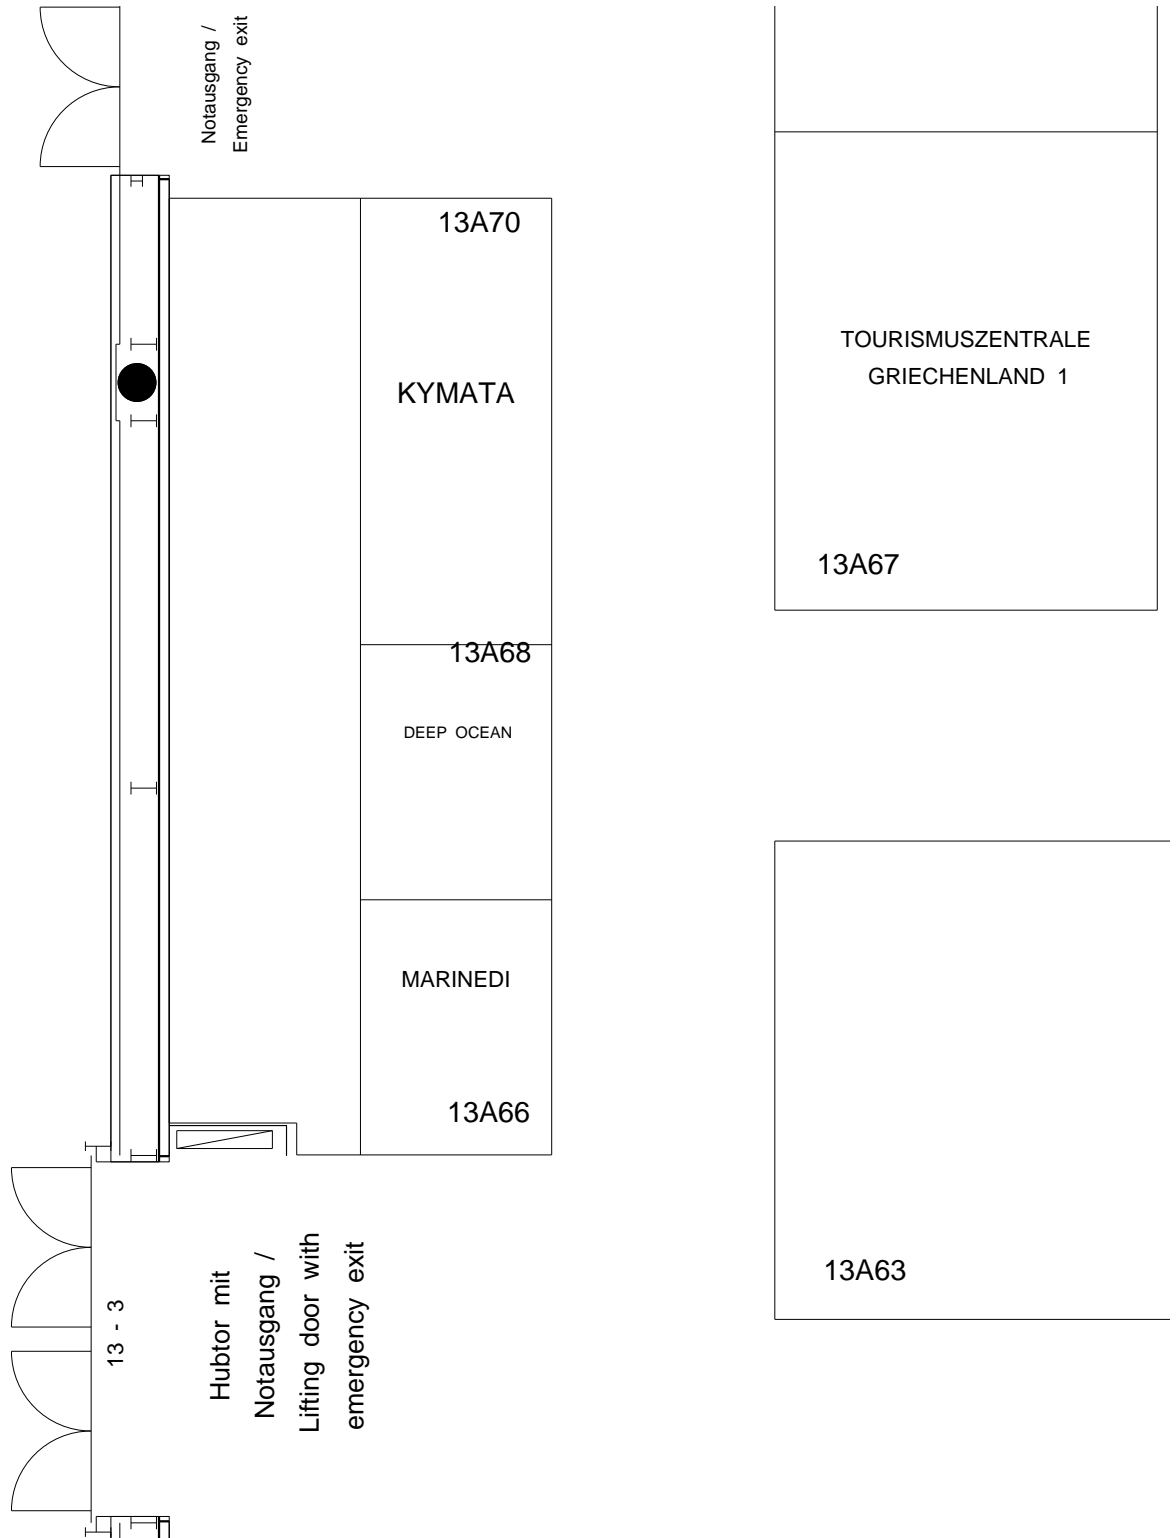 Notausgang /
Emergency exit
13A70
KYMATA
TOURISMUSZENTRALE
GRIECHENLAND 1
13A67
13A68
DEEP OCEAN
MARINEDI
13A66
13A63
13 - 3
Hubtor mit
Notausgang /
Lifting door with
emergency exit